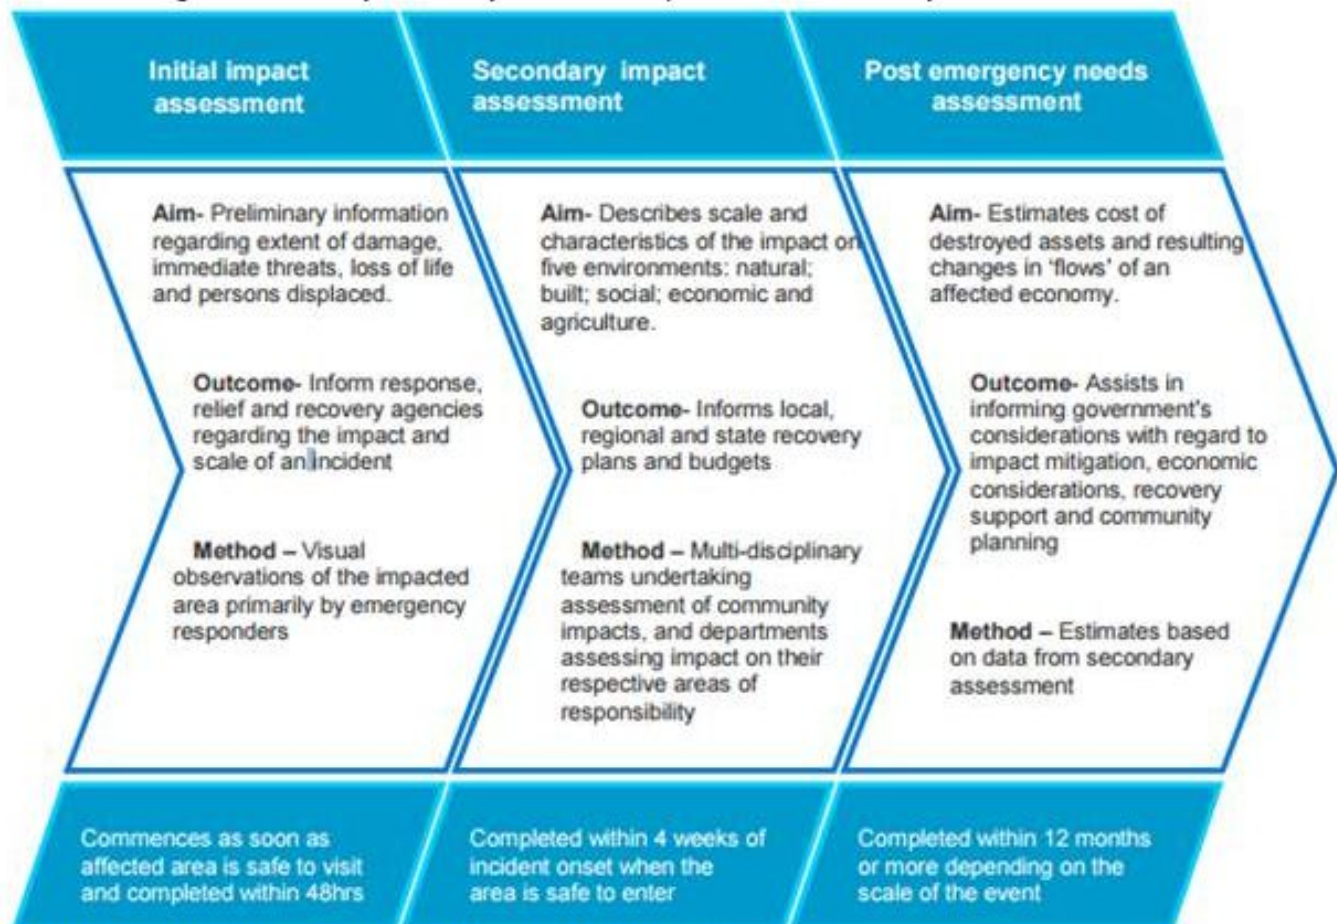 Initial impact
assessment
Secondary impact
assessment
Post emergency needs
assessment
Aim- Preliminary information
regarding extent of damage,
immediate threats, loss of life
and persons displaced.
Outcome- Inform response,
relief and recovery agencies
regarding the impact and
scale of an incident
Method – Visual
observations of the impacted
area primarily by emergency
responders
Aim- Describes scale and
characteristics of the impact on
five environments: natural;
built; social; economic and
agriculture.
Outcome- Informs local,
regional and state recovery
plans and budgets
Method – Multi-disciplinary
teams undertaking
assessment of community
impacts, and departments
assessing impact on their
respective areas of
responsibility
Aim- Estimates cost of
destroyed assets and resulting
changes in 'flows' of an
affected economy.
Outcome- Assists in
informing government's
considerations with regard to
impact mitigation, economic
considerations, recovery
support and community
planning
Method – Estimates based
on data from secondary
assessment
Commences as soon as
affected area is safe to visit
and completed within 48hrs
Completed within 4 weeks of
incident onset when the
area is safe to enter
Completed within 12 months
or more depending on the
scale of the event